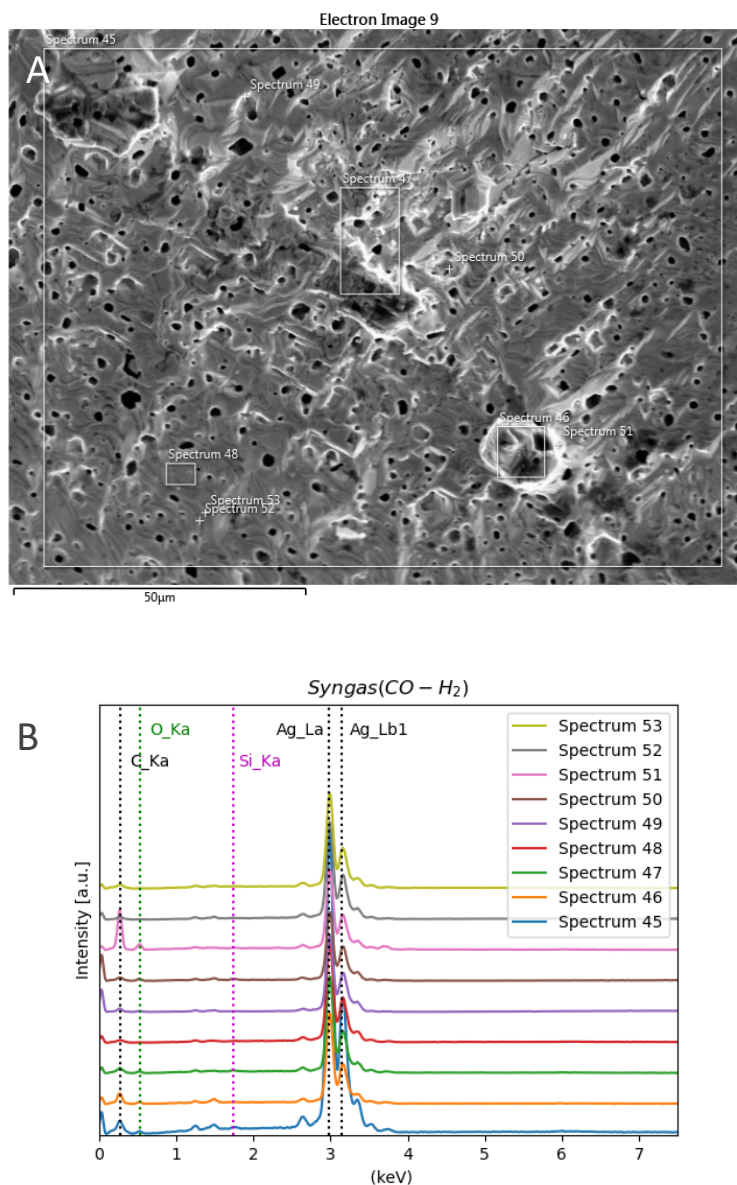 Electron Image 9
Spectrum 45
A
Spectrum 49
Spectrum 47
Spectrum 50
Spectrum 46
Spectrum 51
Spectrum 48
Spectrum 53
Spectrum 52
50µm
Syngas(CO − H₂)
B
O_Ka
Ag_La
Ag_Lb1
C_Ka
Si_Ka
Spectrum 53
Spectrum 52
Spectrum 51
Spectrum 50
Spectrum 49
Spectrum 48
Spectrum 47
Spectrum 46
Spectrum 45
Intensity [a.u.]
0 1 2 3 4 5 6 7
(keV)